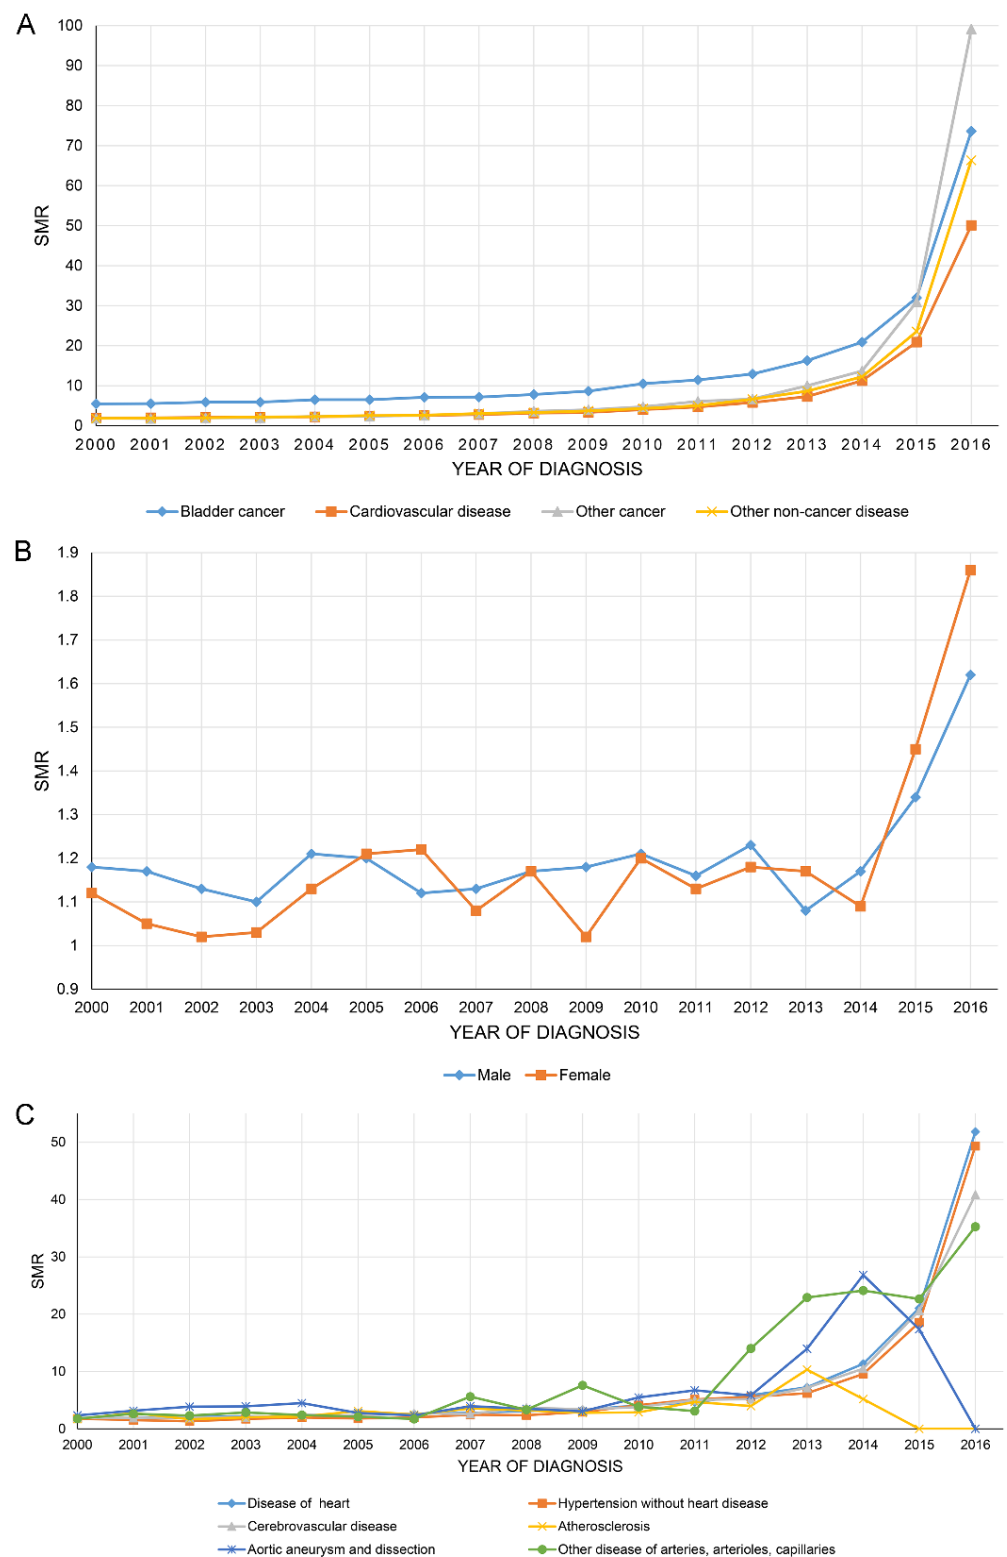 A
100
90
80
70
60
50
40
30
20
10
0
SMR
2000 2001 2002 2003 2004 2005 2006 2007 2008 2009 2010 2011 2012 2013 2014 2015 2016
YEAR OF DIAGNOSIS
Bladder cancer Cardiovascular disease Other cancer Other non-cancer disease
B
1.9
1.8
1.7
1.6
1.5
1.4
1.3
1.2
1.1
1
0.9
SMR
2000 2001 2002 2003 2004 2005 2006 2007 2008 2009 2010 2011 2012 2013 2014 2015 2016
YEAR OF DIAGNOSIS
Male Female
C
50
40
30
20
10
0
SMR
2000 2001 2002 2003 2004 2005 2006 2007 2008 2009 2010 2011 2012 2013 2014 2015 2016
YEAR OF DIAGNOSIS
Disease of heart Hypertension without heart disease
Cerebrovascular disease Atherosclerosis
Aortic aneurysm and dissection Other disease of arteries, arterioles, capillaries